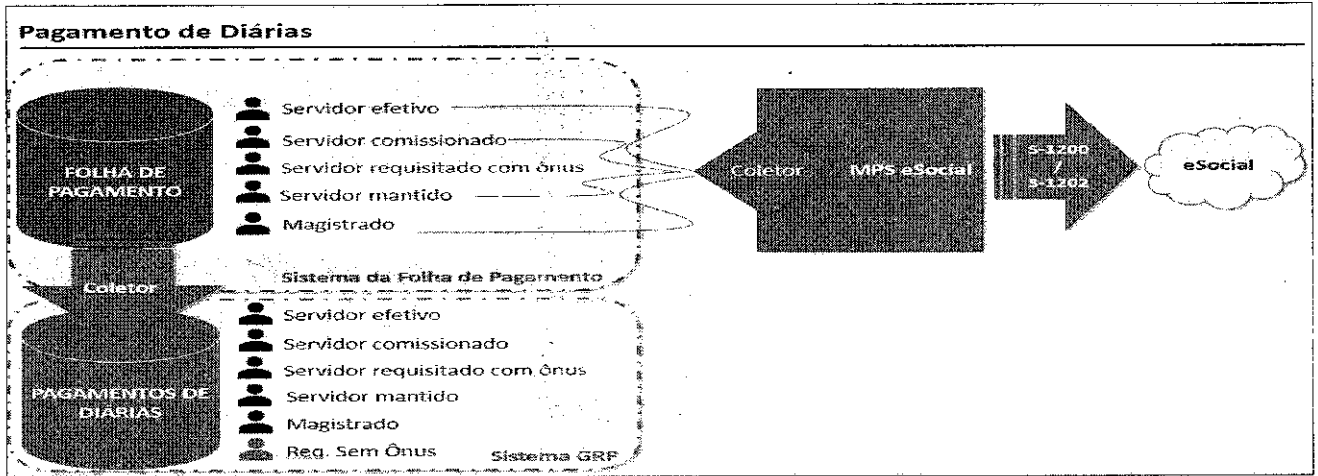 Pagamento de Diárias
FOLHA DE
PAGAMENTO
Servidor efetivo
Servidor comissionado
Servidor requisitado com ônus
Servidor mantido
Magistrado
Sistema da Folha de Pagamento
Coletor
MPS eSocial
S-1200
/
S-1202
eSocial
Coletor
PAGAMENTOS DE
DIÁRIAS
Servidor efetivo
Servidor comissionado
Servidor requisitado com ônus
Servidor mantido
Magistrado
Req. Sem Ônus
Sistema GRP